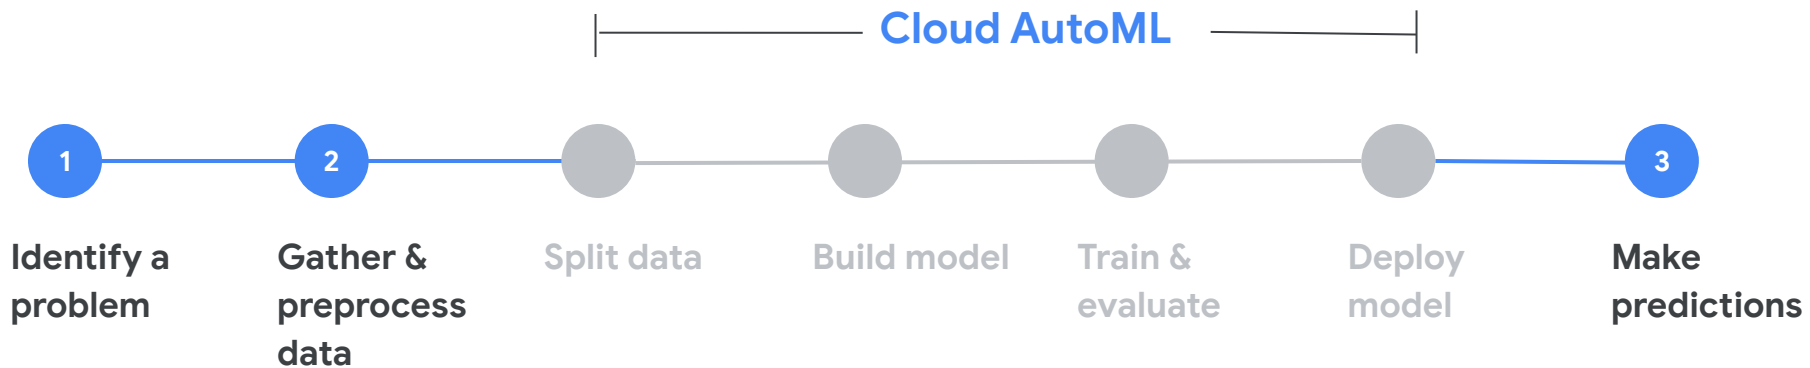 Cloud AutoML
1
2
3
Identify a
problem
Gather &
preprocess
data
Split data
Build model
Train &
evaluate
Deploy
model
Make
predictions